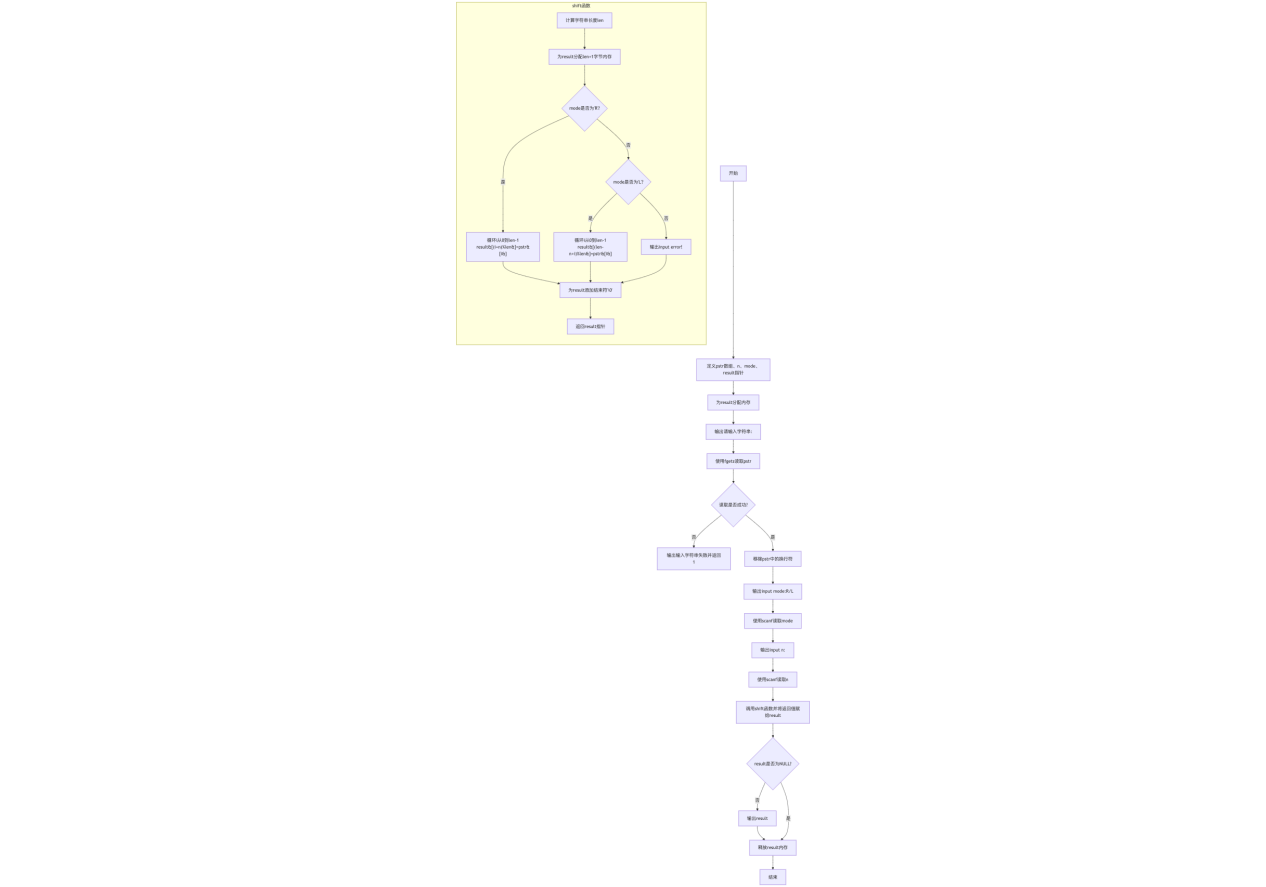 shift函数
计算字符串长度len
为result分配len+1字节内存
mode是否为'R'?
否
mode是否为'L'?
是
是
否
循环i从0到len-1
循环i从0到len-1
输出Input error!
为result添加结束符'\0'
返回result指针
开始
定义pstr数组、n、mode、
result指针
为result分配内存
输出请输入字符串:
使用fgets读取pstr
读取是否成功?
否
是
输出输入字符串失败并返回
1
移除pstr中的换行符
输出Input mode:R/L
使用scanf读取mode
输出Input n:
使用scanf读取n
调用shift函数并将返回值赋
给result
result是否为NULL?
否
是
输出result
释放result内存
结束